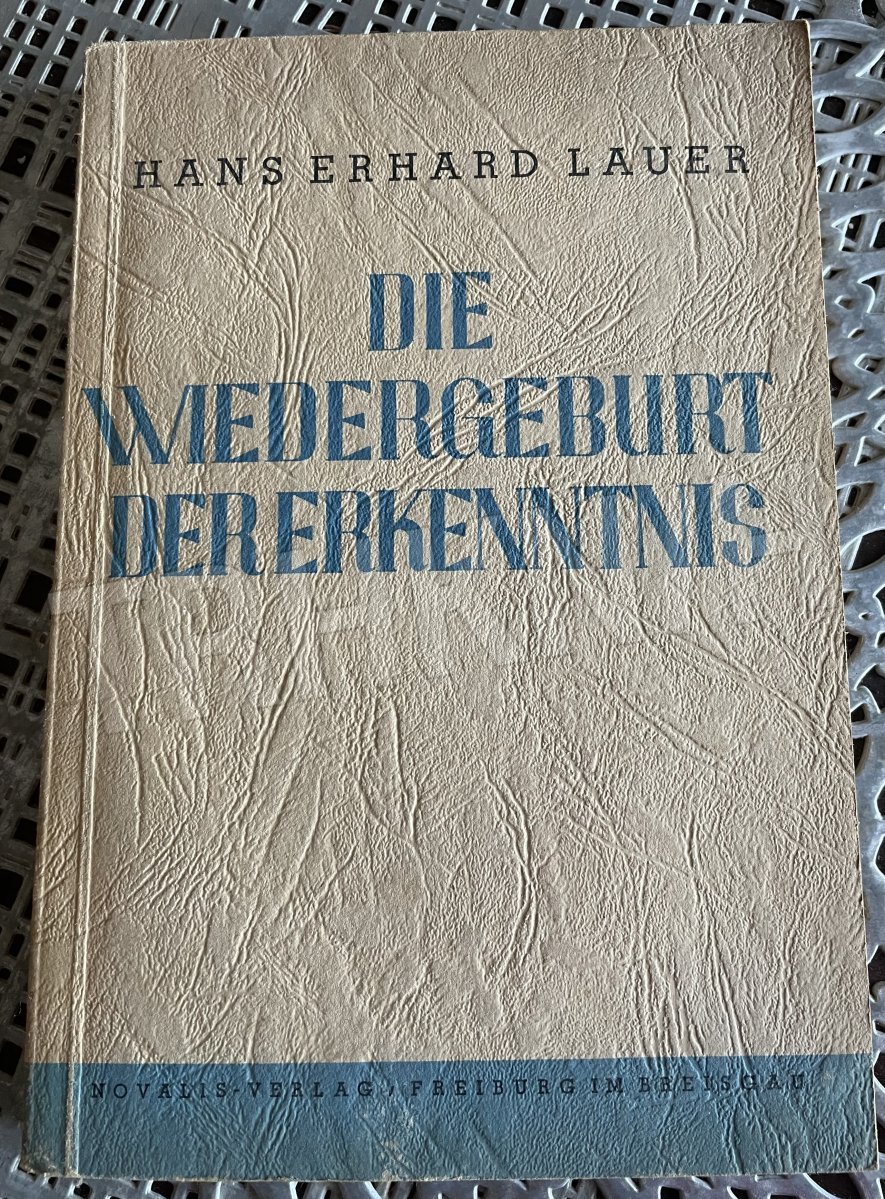 HANS ERHARD LAUER
DIE
WIEDERGEBURT
DER ERKENNTNIS
NOVALIS-VERLAG / FREIBURG IM BREISGAU